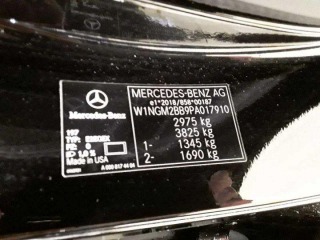 MERCEDES-BENZ AG
e1*2018/858*00187
W1NGM2BB9PA017910
2975 kg
3825 kg
1- 1345 kg
2- 1690 kg
Mercedes-Benz
197
Made in USA